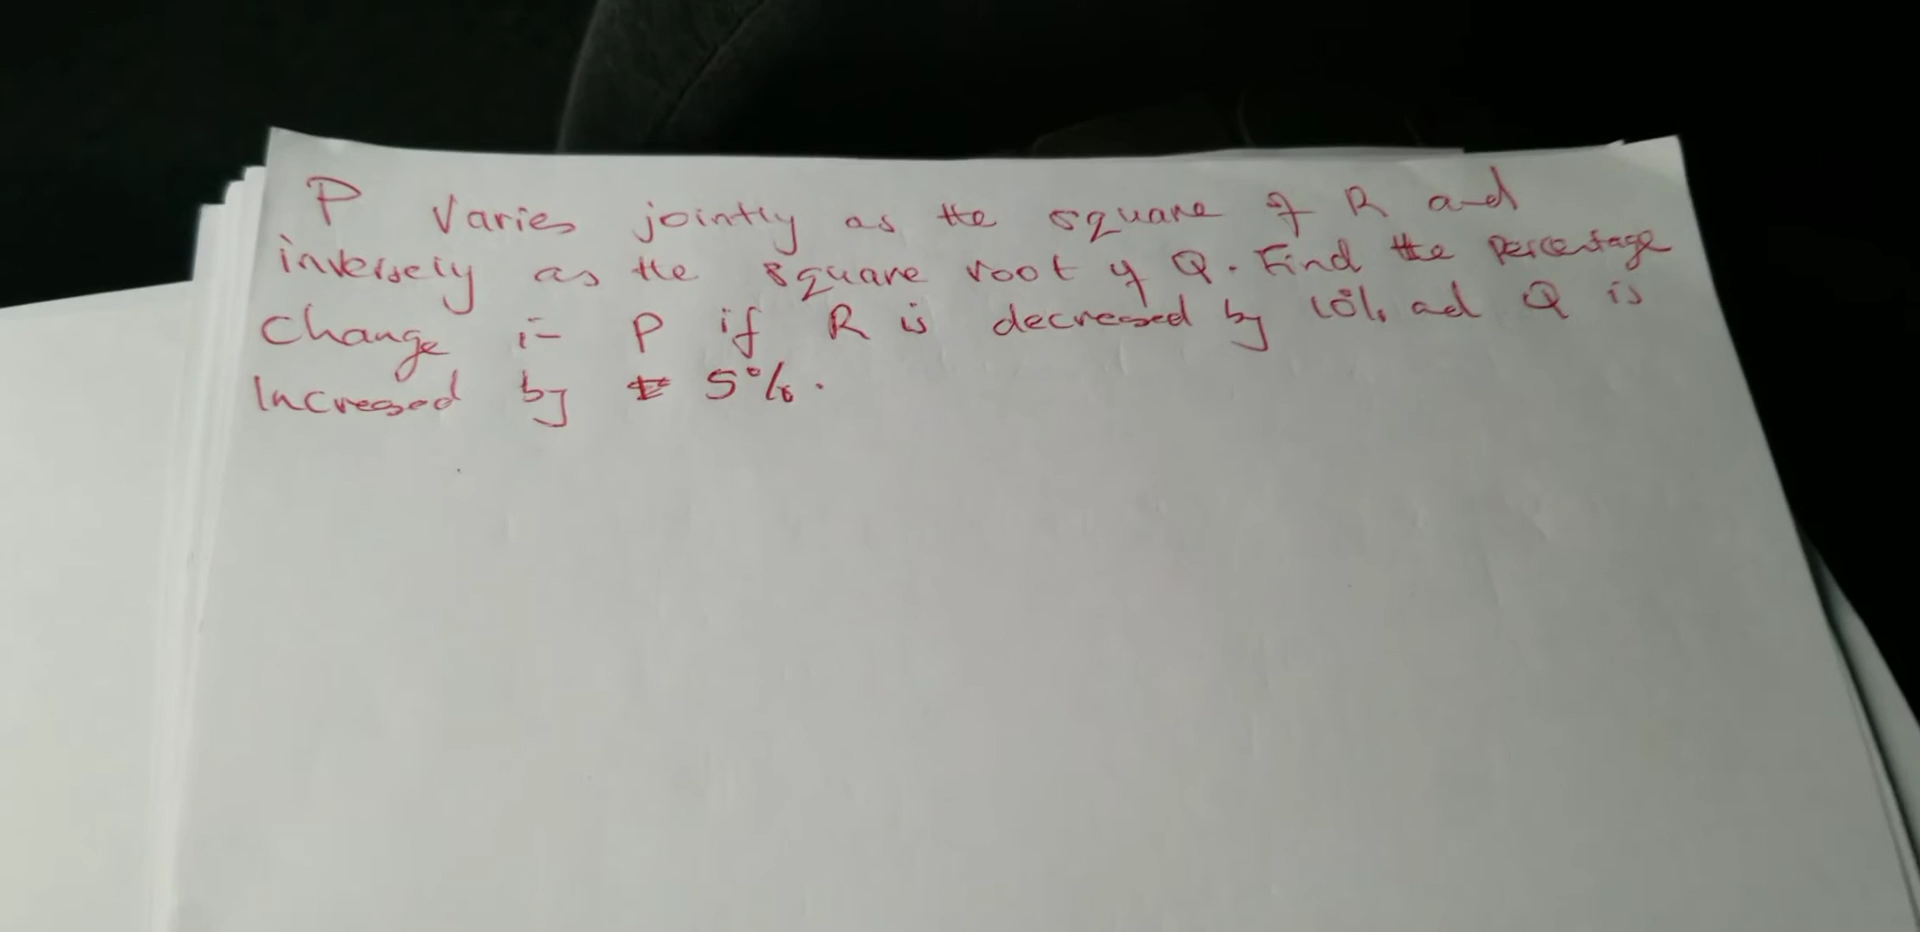 P varies jointly as the square of R and
inversely as the square root of Q. Find the Percentage
Change in P if R is decreased by 10% and Q is
Increased by 5%.